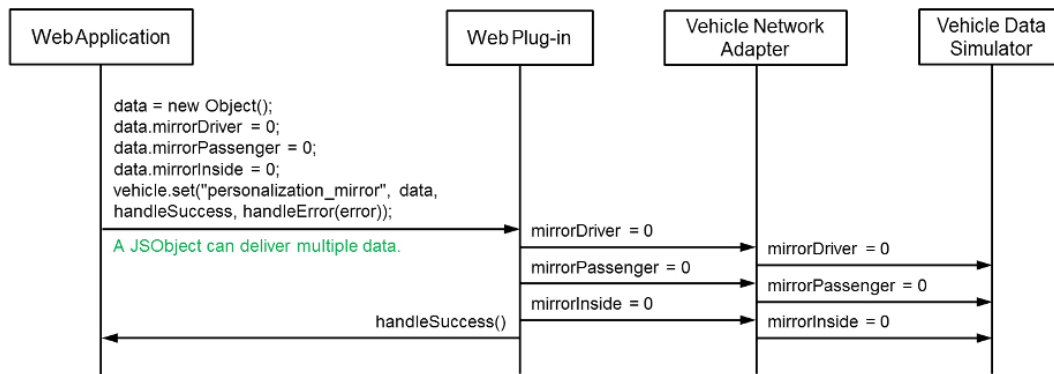 Web Application
Web Plug-in
Vehicle Network
Adapter
Vehicle Data
Simulator
data = new Object();
data.mirrorDriver = 0;
data.mirrorPassenger = 0;
data.mirrorInside = 0;
vehicle.set("personalization_mirror", data,
handleSuccess, handleError(error));
A JSObject can deliver multiple data.
mirrorDriver = 0
mirrorDriver = 0
mirrorPassenger = 0
mirrorPassenger = 0
mirrorInside = 0
handleSuccess()
mirrorInside = 0